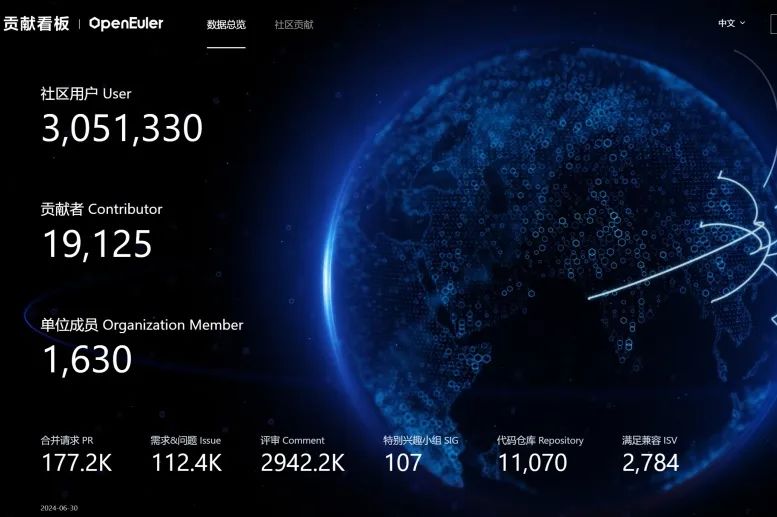 贡献看板 | OpenEuler 数据总览 社区贡献 中文
社区用户 User
3,051,330
贡献者 Contributor
19,125
单位成员 Organization Member
1,630
合并请求 PR 需求&问题 Issue 评审 Comment 特别兴趣小组 SIG 代码仓库 Repository 满足兼容 ISV
177.2K 112.4K 2942.2K 107 11,070 2,784
2024-06-30